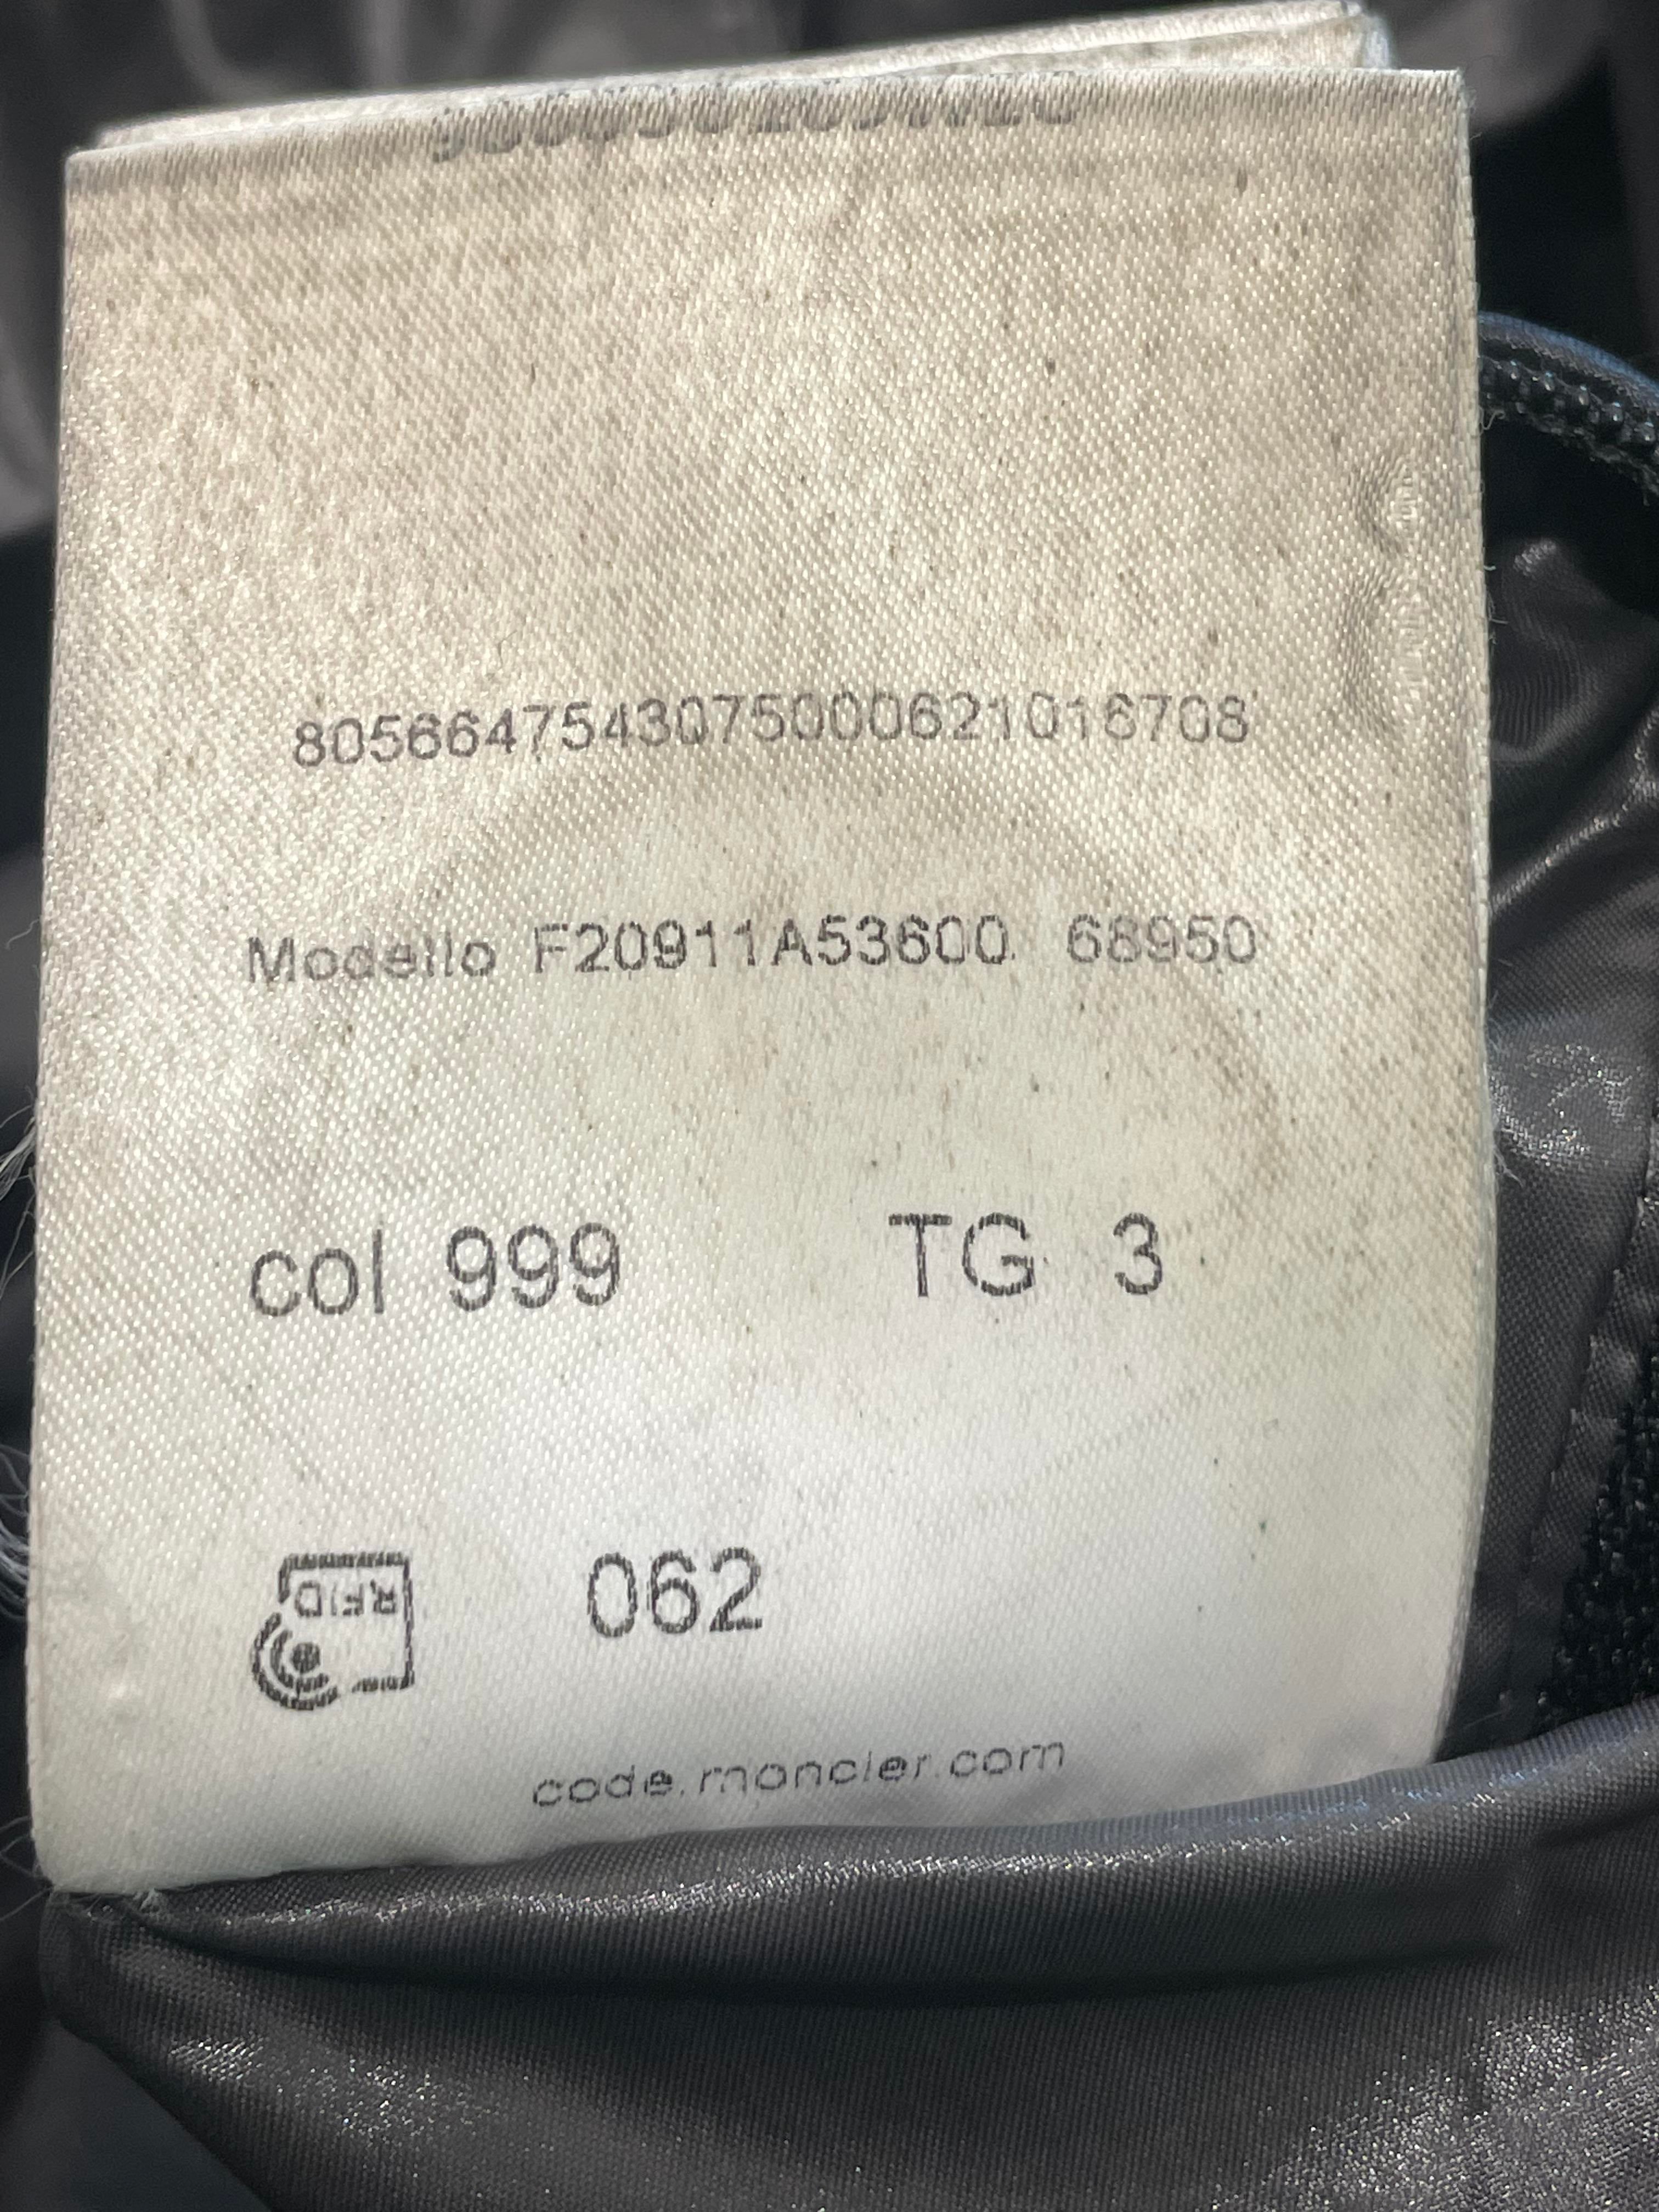 8056647543075000621016708
Modello F20911A53600 68950
col 999 TG 3
RFID 062
code.moncler.com